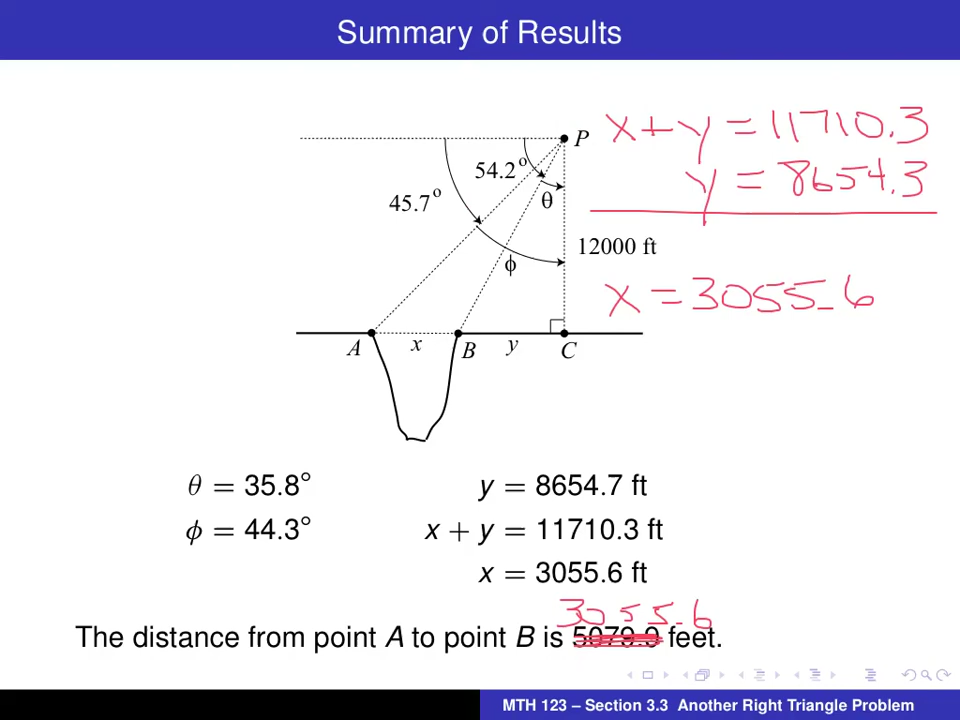 Summary of Results
P
x+y = 11710.3
54.2°
y = 8654.3
45.7°
θ
12000 ft
ϕ
x = 3055.6
A
x
B
y
C
θ = 35.8°
y = 8654.7 ft
ϕ = 44.3°
x + y = 11710.3 ft
x = 3055.6 ft
3055.6
The distance from point A to point B is 5079.9 feet.
MTH 123 – Section 3.3 Another Right Triangle Problem